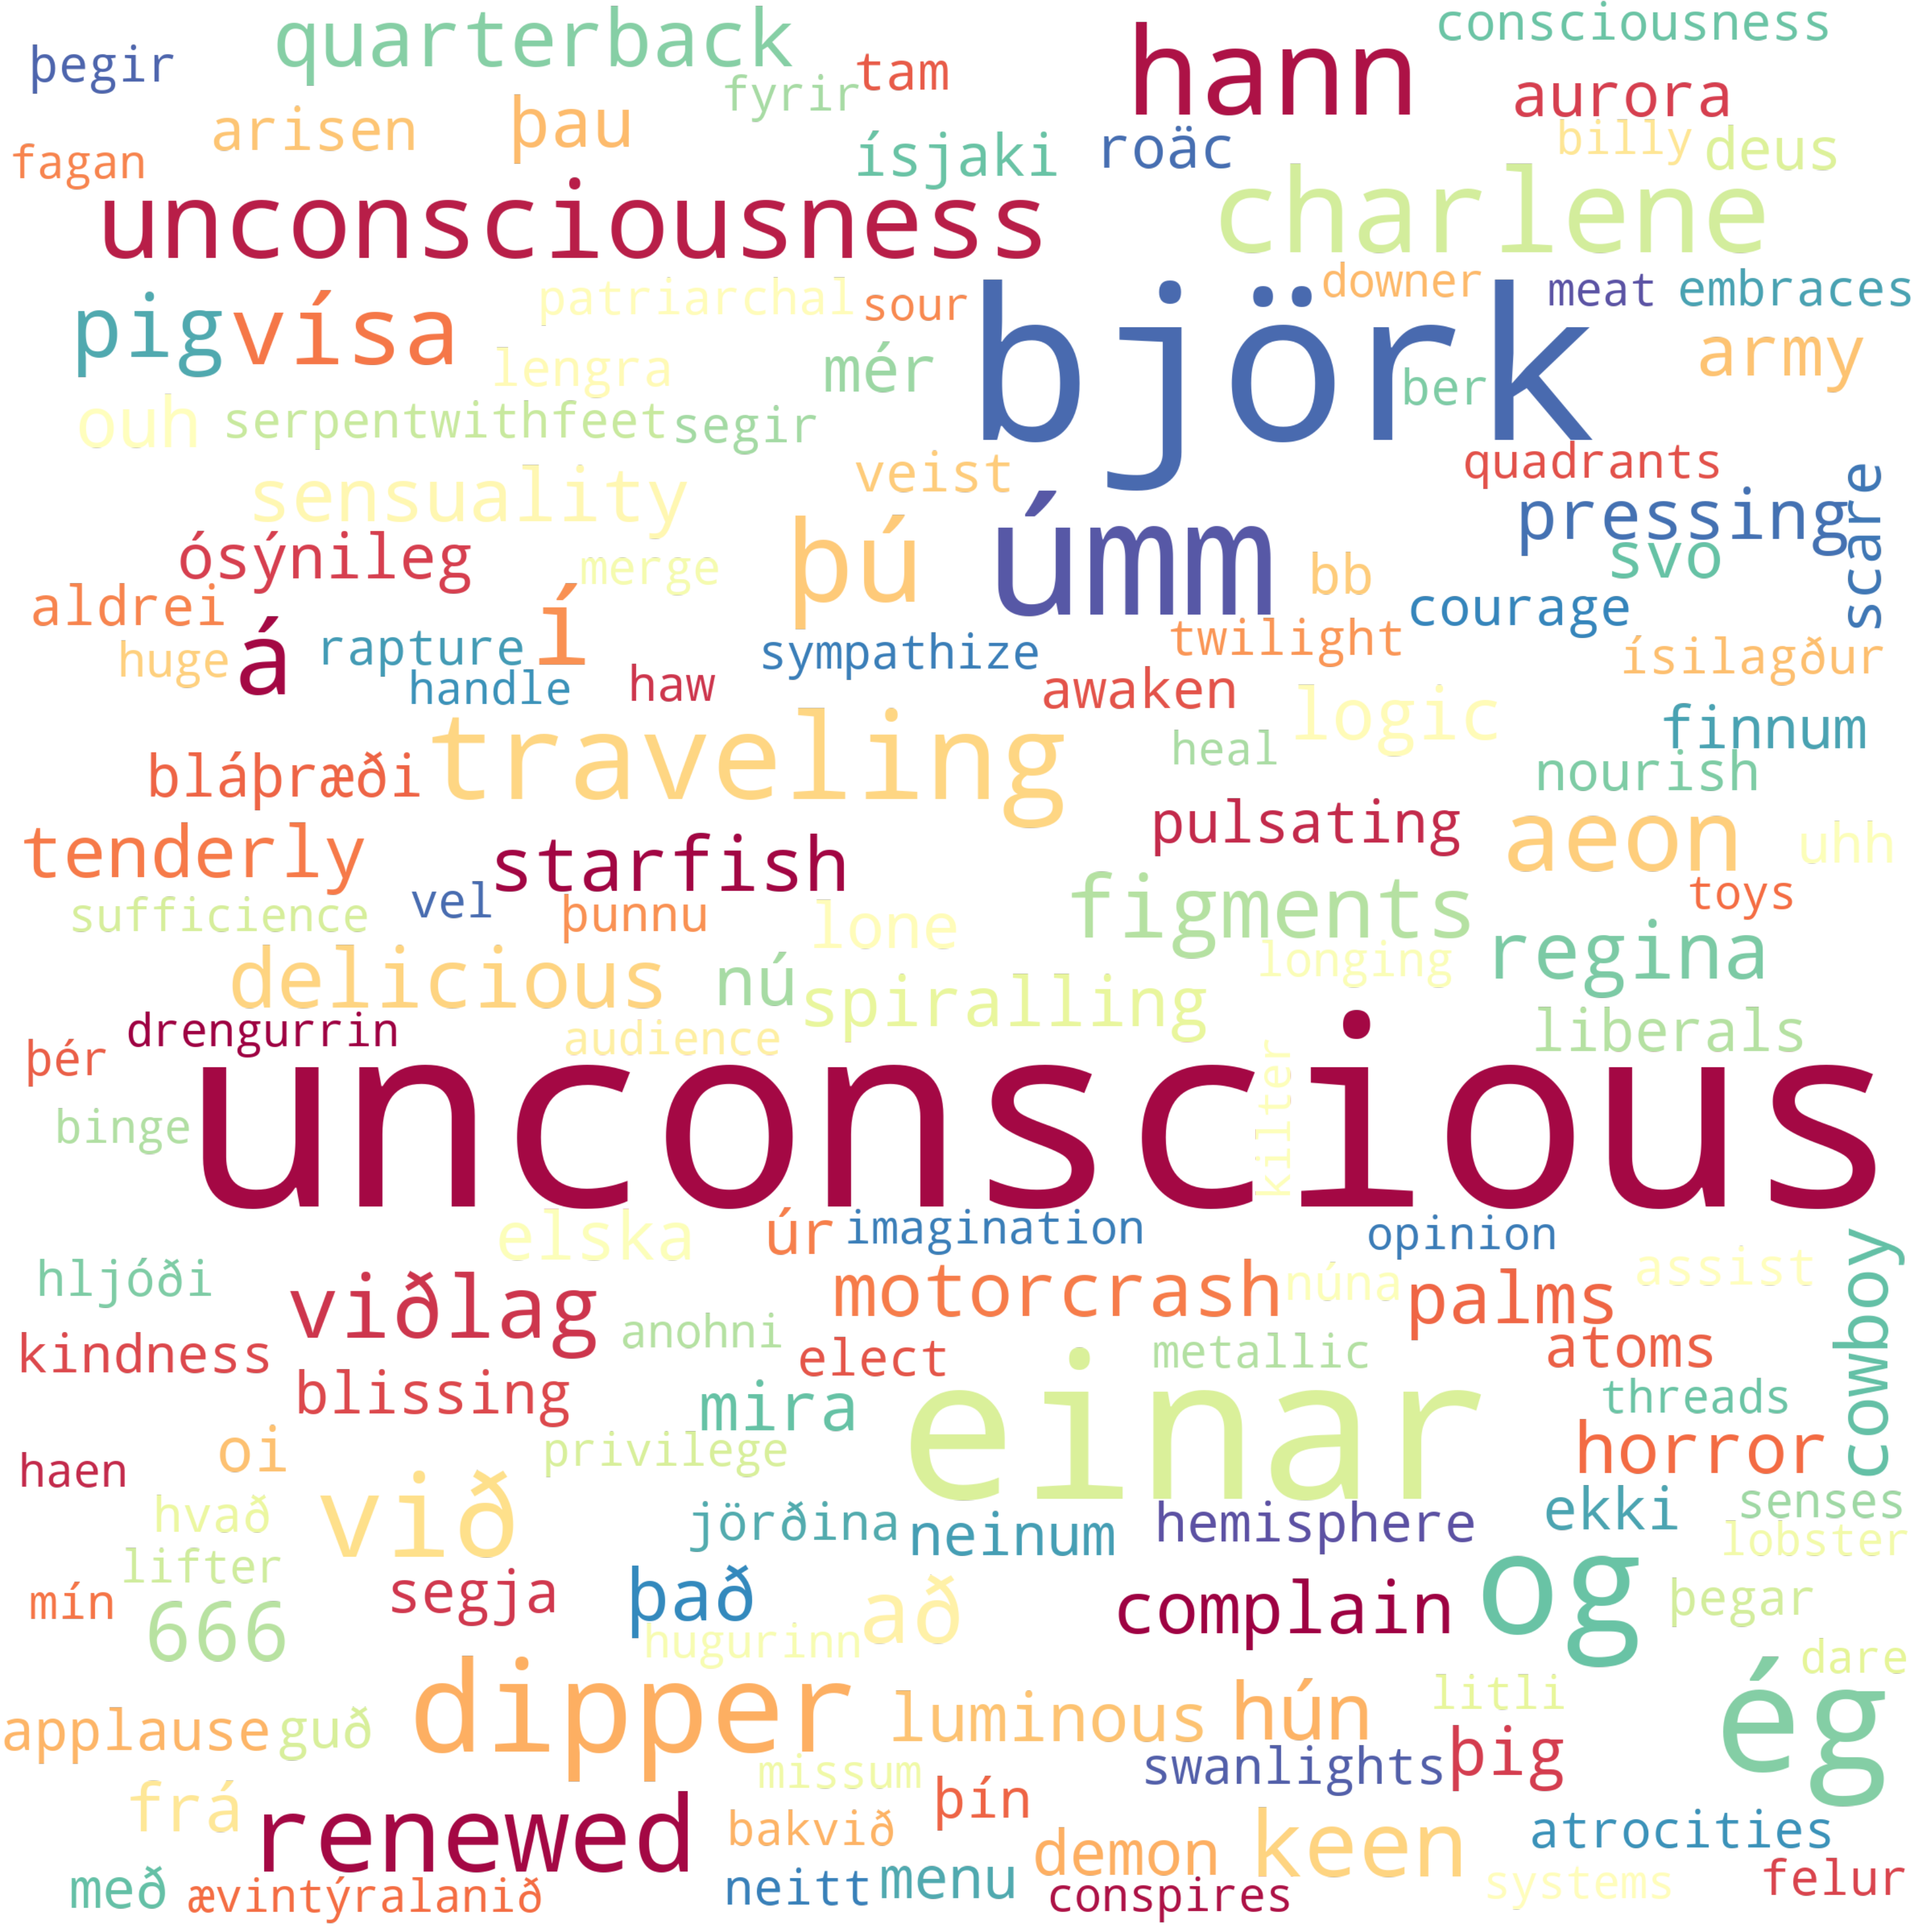 quarterback
consciousness
þegir
tam
hann
fyrir
aurora
arisen
þau
billy
deus
fagan
ísjaki
roäc
unconsciousness
charlene
patriarchal
sour
downer
meat
embraces
pig
vísa
björk
army
lengra
mér
ber
ouh
serpentwithfeet
segir
sensuality
veist
quadrants
pressing
scare
ósýnileg
merge
þú
úmm
bb
svo
aldrei
courage
huge
á
rapture
í
sympathize
twilight
ísilagður
handle
haw
awaken
logic
finnum
bláþræði
traveling
heal
nourish
tenderly
starfish
pulsating
aeon
uhh
sufficience
vel
þunnu
lone
figments
toys
delicious
nú
spiralling
longing
regina
drengurrin
audience
liberals
þér
binge
unconscious
kilter
elska
úr
imagination
opinion
hljóði
viðlag
motorcrash
núna
palms
assist
cowboy
kindness
anohni
elect
metallic
atoms
blissing
mira
einar
threads
haen
oi
privilege
horror
hvað
við
jörðina
neinum
hemisphere
ekki
senses
lifter
lobster
mín
segja
það
að
complain
og
þegar
666
hugurinn
dare
applause
guð
dipper
luminous
hún
litli
ég
missum
swanlights
þig
frá
renewed
bakvið
þín
demon
keen
atrocities
með
ævintýralanið
neitt
menu
conspires
systems
felur